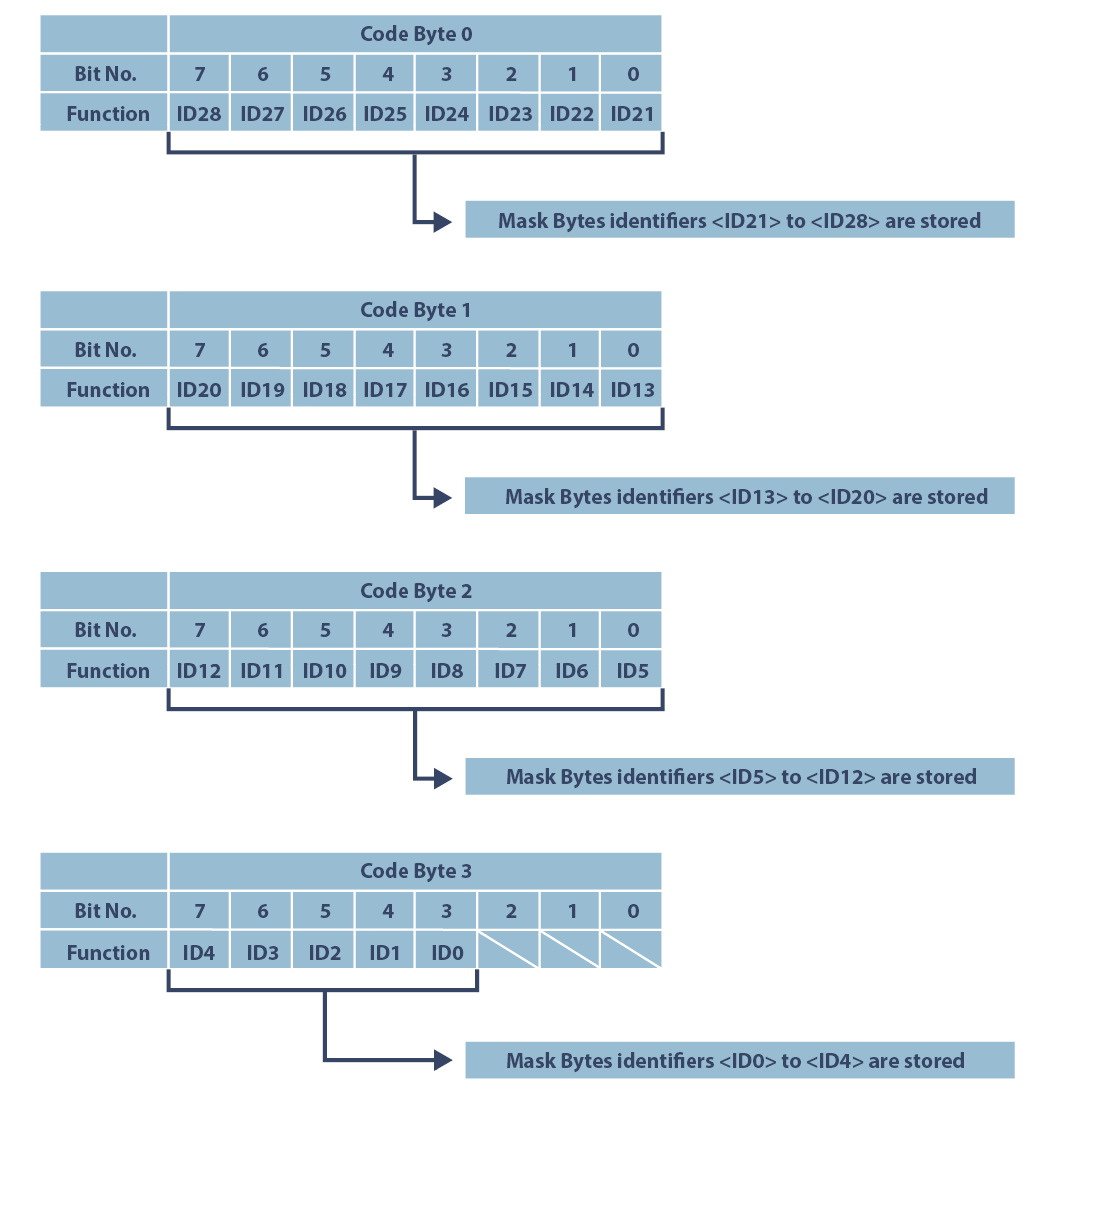 Code Byte 0
Bit No. 7 6 5 4 3 2 1 0
Function ID28 ID27 ID26 ID25 ID24 ID23 ID22 ID21
Mask Bytes identifiers <ID21> to <ID28> are stored
Code Byte 1
Bit No. 7 6 5 4 3 2 1 0
Function ID20 ID19 ID18 ID17 ID16 ID15 ID14 ID13
Mask Bytes identifiers <ID13> to <ID20> are stored
Code Byte 2
Bit No. 7 6 5 4 3 2 1 0
Function ID12 ID11 ID10 ID9 ID8 ID7 ID6 ID5
Mask Bytes identifiers <ID5> to <ID12> are stored
Code Byte 3
Bit No. 7 6 5 4 3 2 1 0
Function ID4 ID3 ID2 ID1 ID0
Mask Bytes identifiers <ID0> to <ID4> are stored